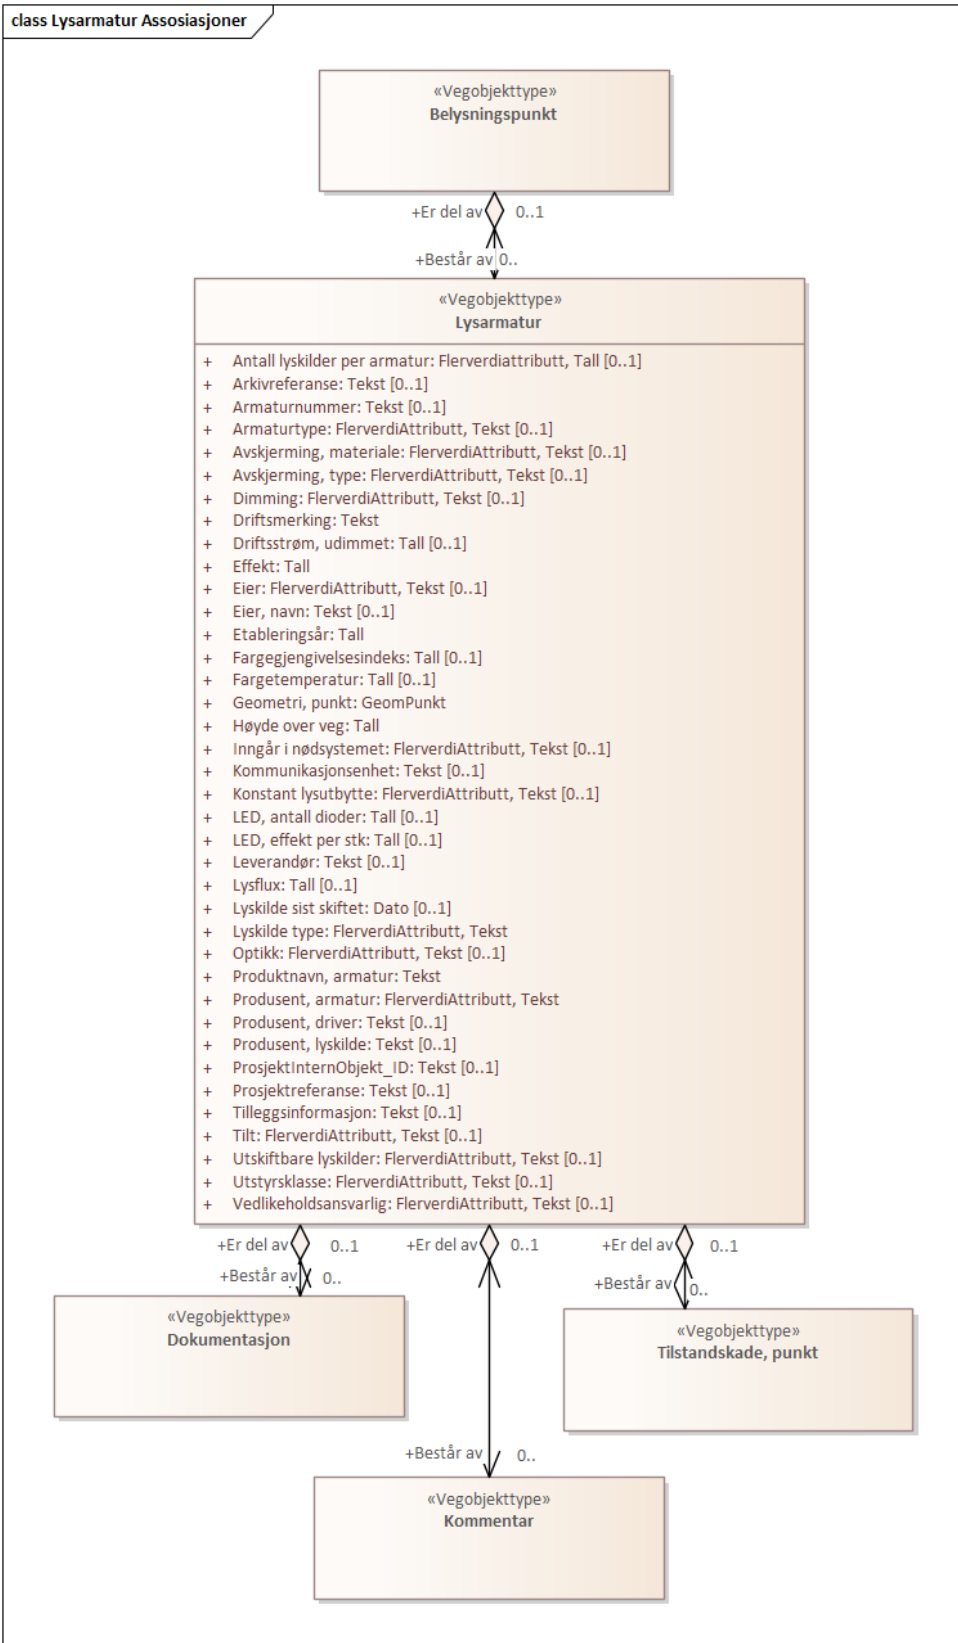 class Lysarmatur Assosiasjoner
«Vegobjekttype»
Belysningspunkt
+Er del av 0..1
+Består av 0..
«Vegobjekttype»
Lysarmatur
+ Antall lyskilder per armatur: Flerverdiattributt, Tall [0..1]
+ Arkivreferanse: Tekst [0..1]
+ Armaturnummer: Tekst [0..1]
+ Armaturtype: FlerverdiAttributt, Tekst [0..1]
+ Avskjerming, materiale: FlerverdiAttributt, Tekst [0..1]
+ Avskjerming, type: FlerverdiAttributt, Tekst [0..1]
+ Dimming: FlerverdiAttributt, Tekst [0..1]
+ Driftsmerking: Tekst
+ Driftsstrøm, udimmet: Tall [0..1]
+ Effekt: Tall
+ Eier: FlerverdiAttributt, Tekst [0..1]
+ Eier, navn: Tekst [0..1]
+ Etableringsår: Tall
+ Fargegjengivelsesindeks: Tall [0..1]
+ Fargetemperatur: Tall [0..1]
+ Geometri, punkt: GeomPunkt
+ Høyde over veg: Tall
+ Inngår i nødsystemet: FlerverdiAttributt, Tekst [0..1]
+ Kommunikasjonsenhet: Tekst [0..1]
+ Konstant lysutbytte: FlerverdiAttributt, Tekst [0..1]
+ LED, antall dioder: Tall [0..1]
+ LED, effekt per stk: Tall [0..1]
+ Leverandør: Tekst [0..1]
+ Lysflux: Tall [0..1]
+ Lyskilde sist skiftet: Dato [0..1]
+ Lyskilde type: FlerverdiAttributt, Tekst
+ Optikk: FlerverdiAttributt, Tekst [0..1]
+ Produktnavn, armatur: Tekst
+ Produsent, armatur: FlerverdiAttributt, Tekst
+ Produsent, driver: Tekst [0..1]
+ Produsent, lyskilde: Tekst [0..1]
+ ProsjektInternObjekt_ID: Tekst [0..1]
+ Prosjektreferanse: Tekst [0..1]
+ Tilleggsinformasjon: Tekst [0..1]
+ Tilt: FlerverdiAttributt, Tekst [0..1]
+ Utskiftbare lyskilder: FlerverdiAttributt, Tekst [0..1]
+ Utstyrsklasse: FlerverdiAttributt, Tekst [0..1]
+ Vedlikeholdsansvarlig: FlerverdiAttributt, Tekst [0..1]
+Er del av 0..1 +Er del av 0..1 +Er del av 0..1
+Består av 0.. +Består av 0..
«Vegobjekttype»
Dokumentasjon
«Vegobjekttype»
Tilstandskade, punkt
+Består av 0..
«Vegobjekttype»
Kommentar